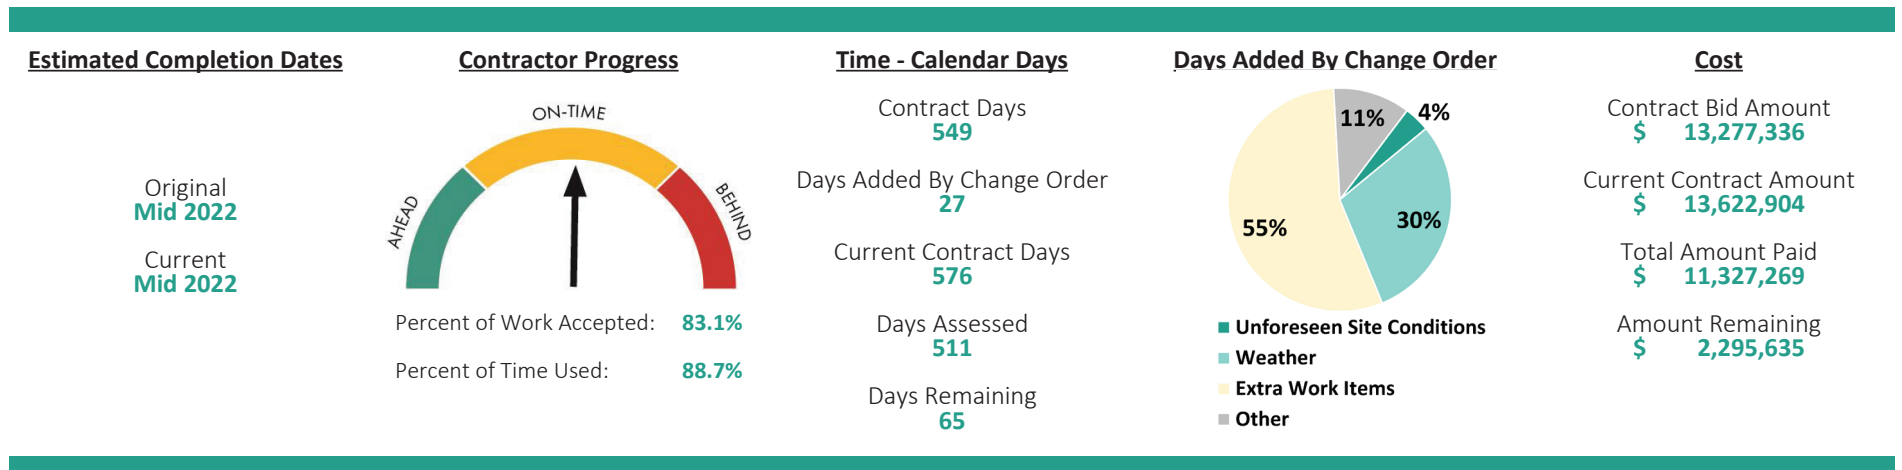 Estimated Completion Dates
Original
Mid 2022
Current
Mid 2022
Contractor Progress
AHEAD
ON-TIME
BEHIND
Percent of Work Accepted: 83.1%
Percent of Time Used: 88.7%
Time - Calendar Days
Contract Days
549
Days Added By Change Order
27
Current Contract Days
576
Days Assessed
511
Days Remaining
65
Days Added By Change Order
11%
4%
55%
30%
Unforeseen Site Conditions
Weather
Extra Work Items
Other
Cost
Contract Bid Amount
$ 13,277,336
Current Contract Amount
$ 13,622,904
Total Amount Paid
$ 11,327,269
Amount Remaining
$ 2,295,635